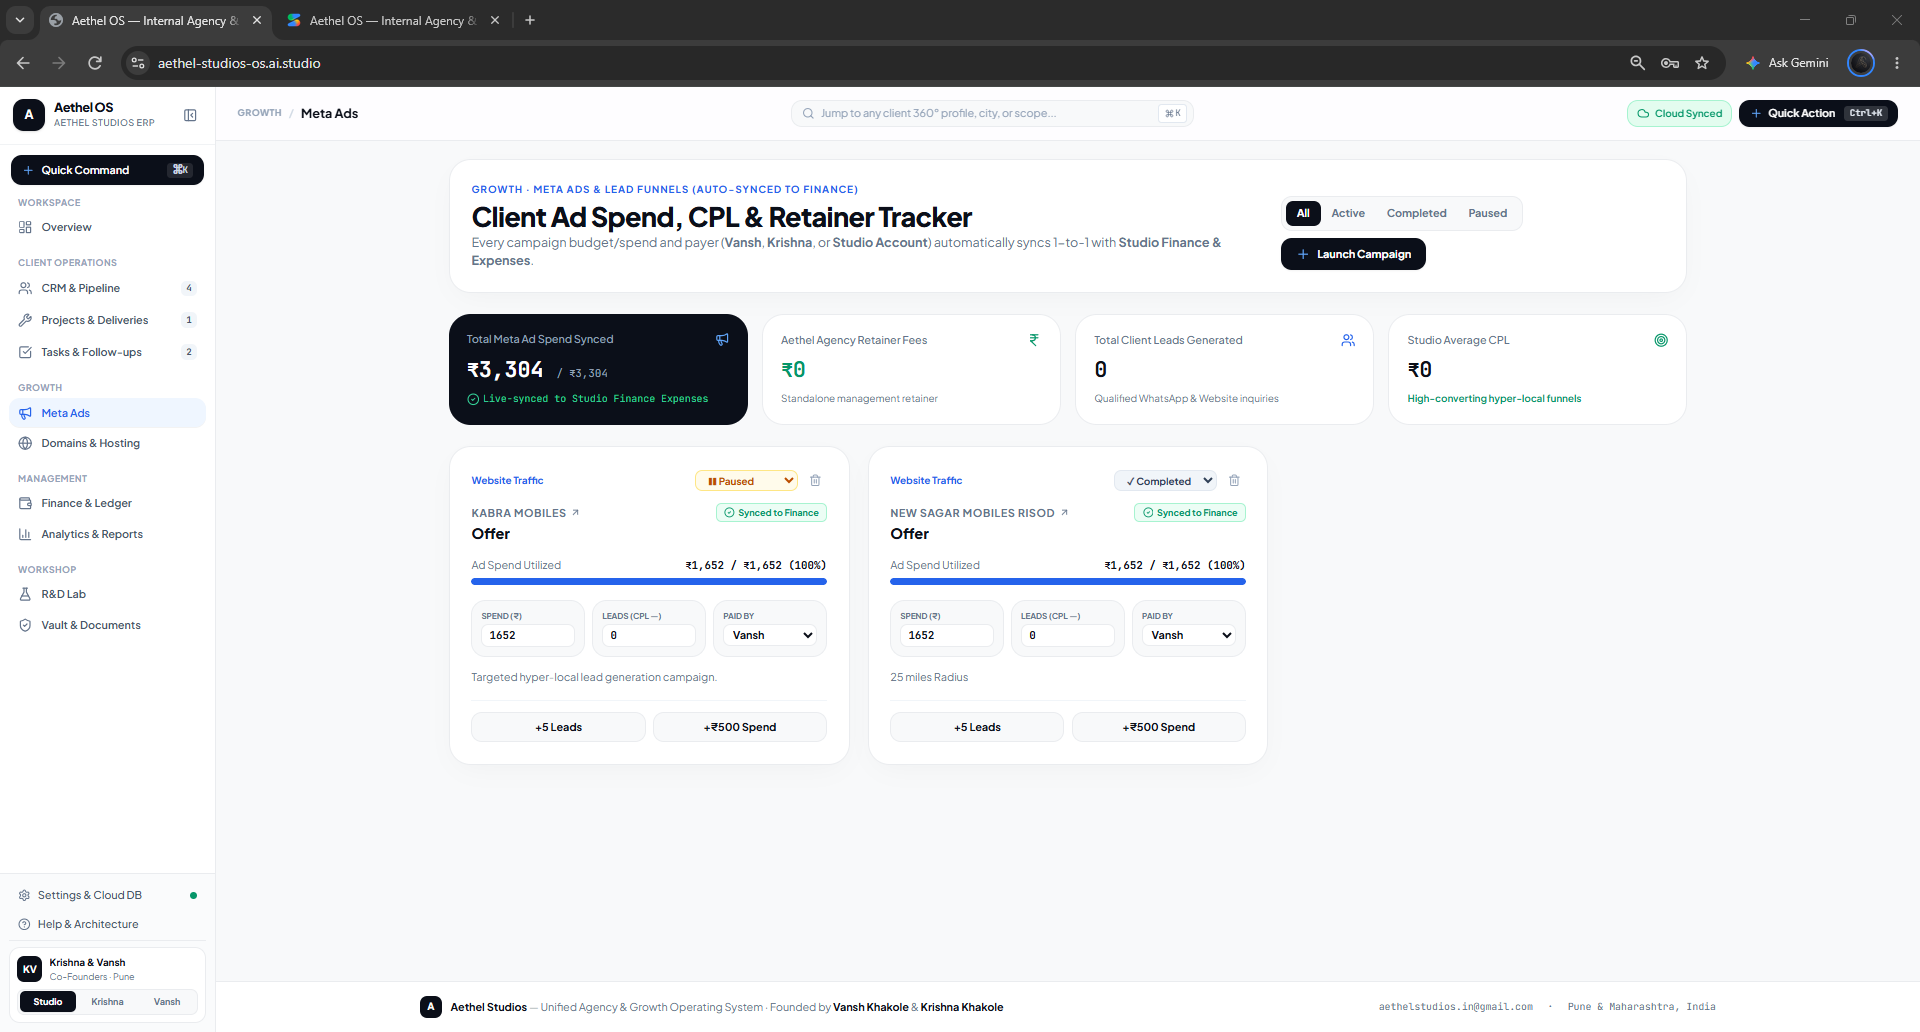 Aethel OS — Internal Agency &
Aethel OS — Internal Agency &
aethel-studios-os.ai.studio
Ask Gemini
A
Aethel OS
AETHEL STUDIOS ERP
GROWTH / Meta Ads
Jump to any client 360° profile, city, or scope...
⌘K
Cloud Synced
+ Quick Action Ctrl+K
+ Quick Command ⌘K
WORKSPACE
Overview
CLIENT OPERATIONS
CRM & Pipeline 4
Projects & Deliveries 1
Tasks & Follow-ups 2
GROWTH
Meta Ads
Domains & Hosting
MANAGEMENT
Finance & Ledger
Analytics & Reports
WORKSHOP
R&D Lab
Vault & Documents
Settings & Cloud DB
Help & Architecture
KV
Krishna & Vansh
Co-Founders · Pune
Studio Krishna Vansh
GROWTH · META ADS & LEAD FUNNELS (AUTO-SYNCED TO FINANCE)
Client Ad Spend, CPL & Retainer Tracker
Every campaign budget/spend and payer (Vansh, Krishna, or Studio Account) automatically syncs 1-to-1 with Studio Finance &
Expenses.
All Active Completed Paused
+ Launch Campaign
Total Meta Ad Spend Synced
₹3,304 / ₹3,304
Live-synced to Studio Finance Expenses
Aethel Agency Retainer Fees
₹
₹0
Standalone management retainer
Total Client Leads Generated
0
Qualified WhatsApp & Website inquiries
Studio Average CPL
₹0
High-converting hyper-local funnels
Website Traffic
Paused
KABRA MOBILES ↗
Synced to Finance
Offer
Ad Spend Utilized ₹1,652 / ₹1,652 (100%)
SPEND (₹) LEADS (CPL —) PAID BY
1652 0 Vansh
Targeted hyper-local lead generation campaign.
+5 Leads +₹500 Spend
Website Traffic
✓ Completed
NEW SAGAR MOBILES RISOD ↗
Synced to Finance
Offer
Ad Spend Utilized ₹1,652 / ₹1,652 (100%)
SPEND (₹) LEADS (CPL —) PAID BY
1652 0 Vansh
25 miles Radius
+5 Leads +₹500 Spend
A
Aethel Studios — Unified Agency & Growth Operating System · Founded by Vansh Khakole & Krishna Khakole
aethelstudios.in@gmail.com · Pune & Maharashtra, India